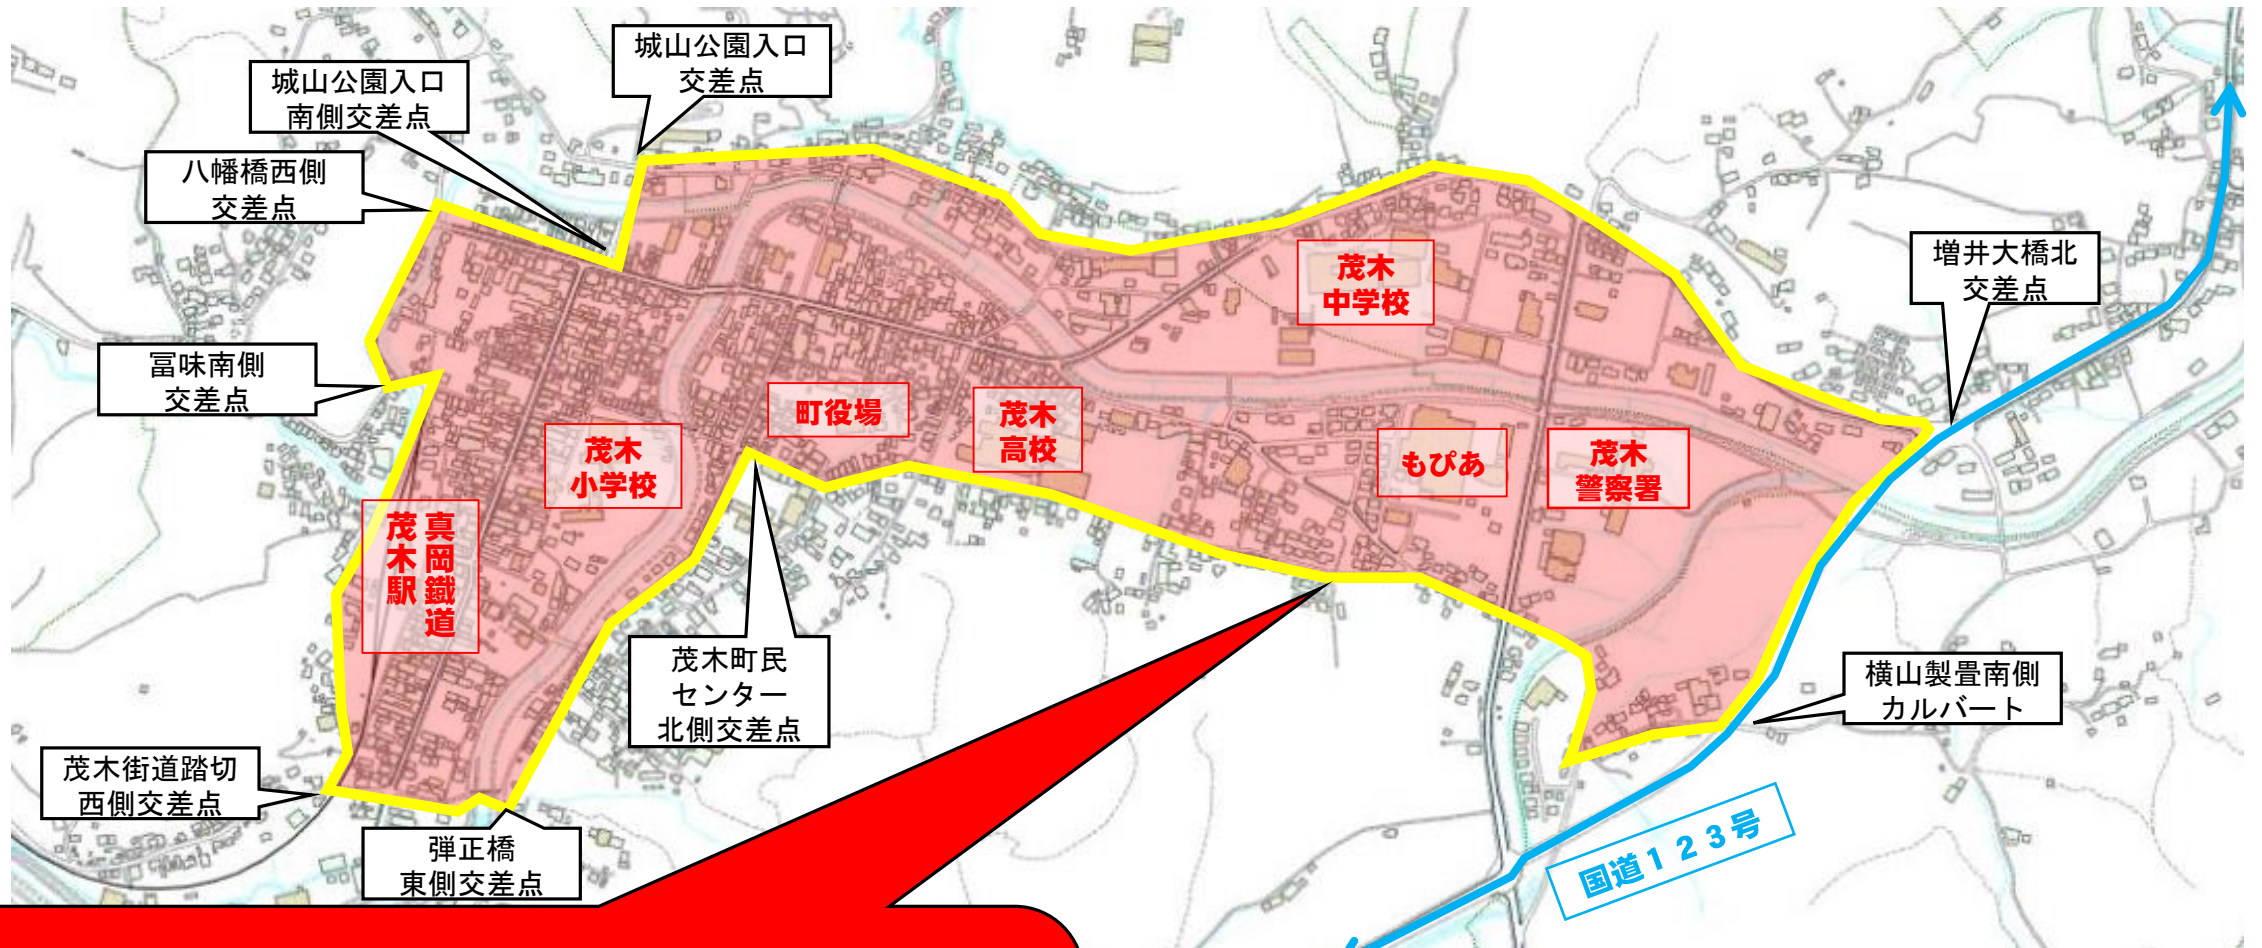 城山公園入口
交差点
城山公園入口
南側交差点
八幡橋西側
交差点
冨味南側
交差点
茂木街道踏切
西側交差点
弾正橋
東側交差点
茂木町民
センター
北側交差点
増井大橋北
交差点
横山製畳南側
カルバート
茂木
中学校
町役場
茂木
高校
茂木
小学校
もぴあ
茂木
警察署
真岡鐵道
茂木駅
国道１２３号